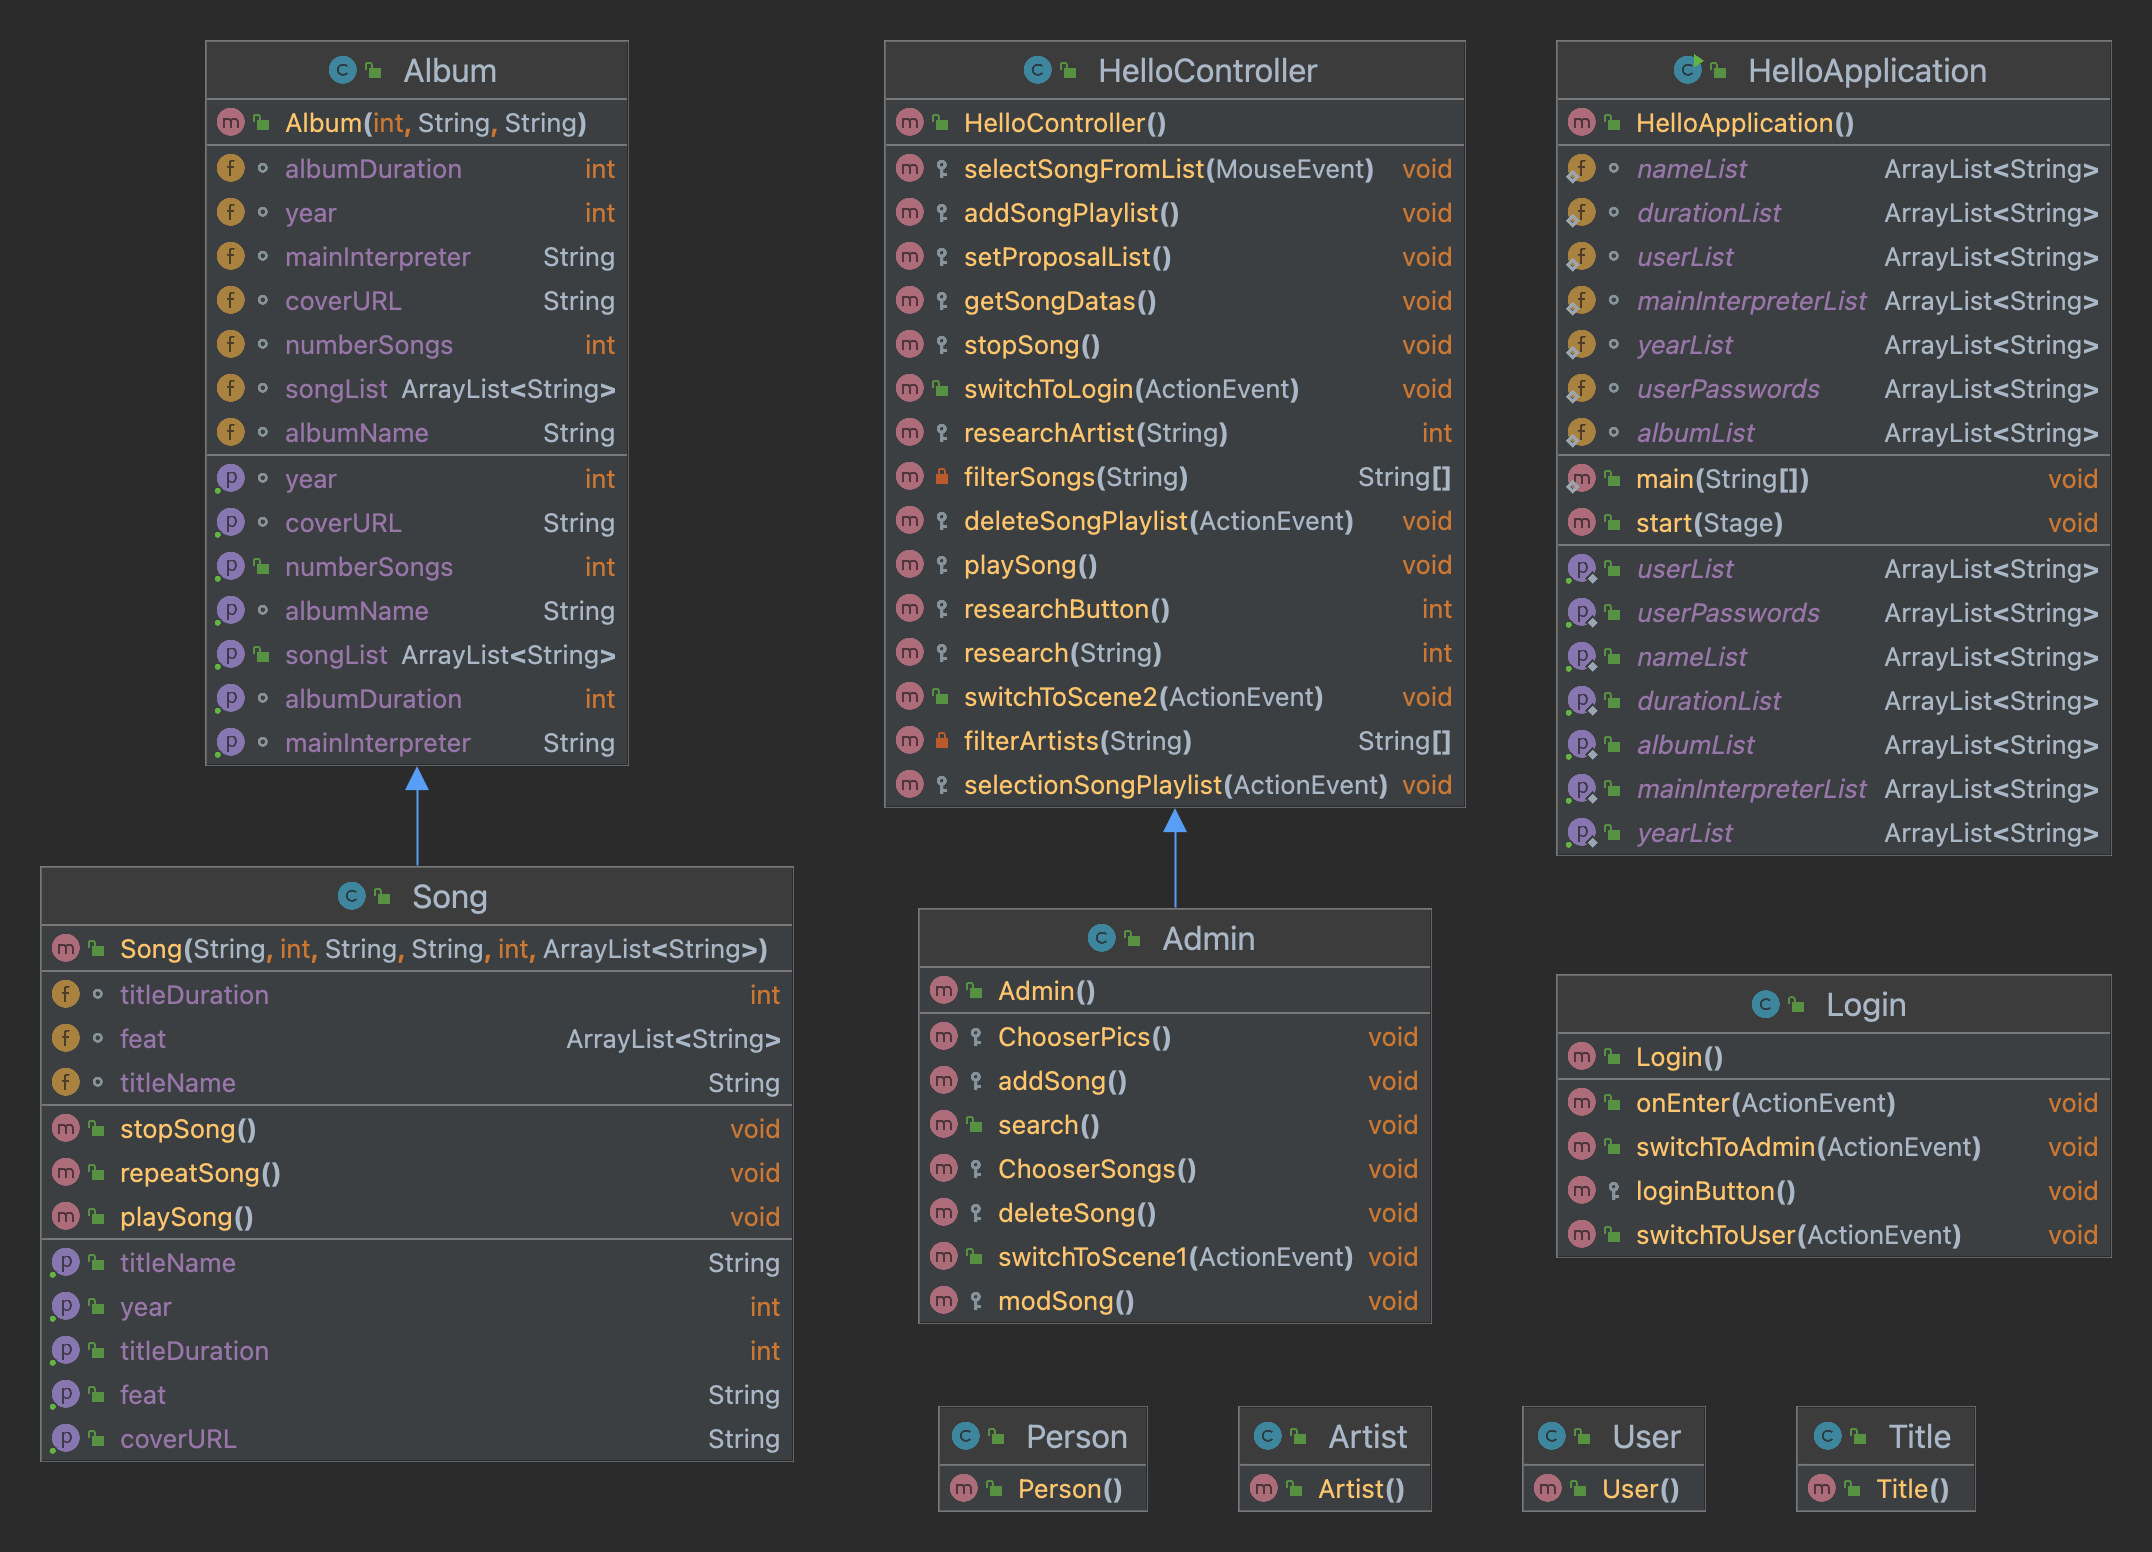 Album
Album(int, String, String)
albumDuration int
year int
mainInterpreter String
coverURL String
numberSongs int
songList ArrayList<String>
albumName String
year int
coverURL String
numberSongs int
albumName String
songList ArrayList<String>
albumDuration int
mainInterpreter String
HelloController
HelloController()
selectSongFromList(MouseEvent) void
addSongPlaylist() void
setProposalList() void
getSongDatas() void
stopSong() void
switchToLogin(ActionEvent) void
researchArtist(String) int
filterSongs(String) String[]
deleteSongPlaylist(ActionEvent) void
playSong() void
researchButton() int
research(String) int
switchToScene2(ActionEvent) void
filterArtists(String) String[]
selectionSongPlaylist(ActionEvent) void
HelloApplication
HelloApplication()
nameList ArrayList<String>
durationList ArrayList<String>
userList ArrayList<String>
mainInterpreterList ArrayList<String>
yearList ArrayList<String>
userPasswords ArrayList<String>
albumList ArrayList<String>
main(String[]) void
start(Stage) void
userList ArrayList<String>
userPasswords ArrayList<String>
nameList ArrayList<String>
durationList ArrayList<String>
albumList ArrayList<String>
mainInterpreterList ArrayList<String>
yearList ArrayList<String>
Song
Song(String, int, String, String, int, ArrayList<String>)
titleDuration int
feat ArrayList<String>
titleName String
stopSong() void
repeatSong() void
playSong() void
titleName String
year int
titleDuration int
feat String
coverURL String
Admin
Admin()
ChooserPics() void
addSong() void
search() void
ChooserSongs() void
deleteSong() void
switchToScene1(ActionEvent) void
modSong() void
Login
Login()
onEnter(ActionEvent) void
switchToAdmin(ActionEvent) void
loginButton() void
switchToUser(ActionEvent) void
Person
Person()
Artist
Artist()
User
User()
Title
Title()